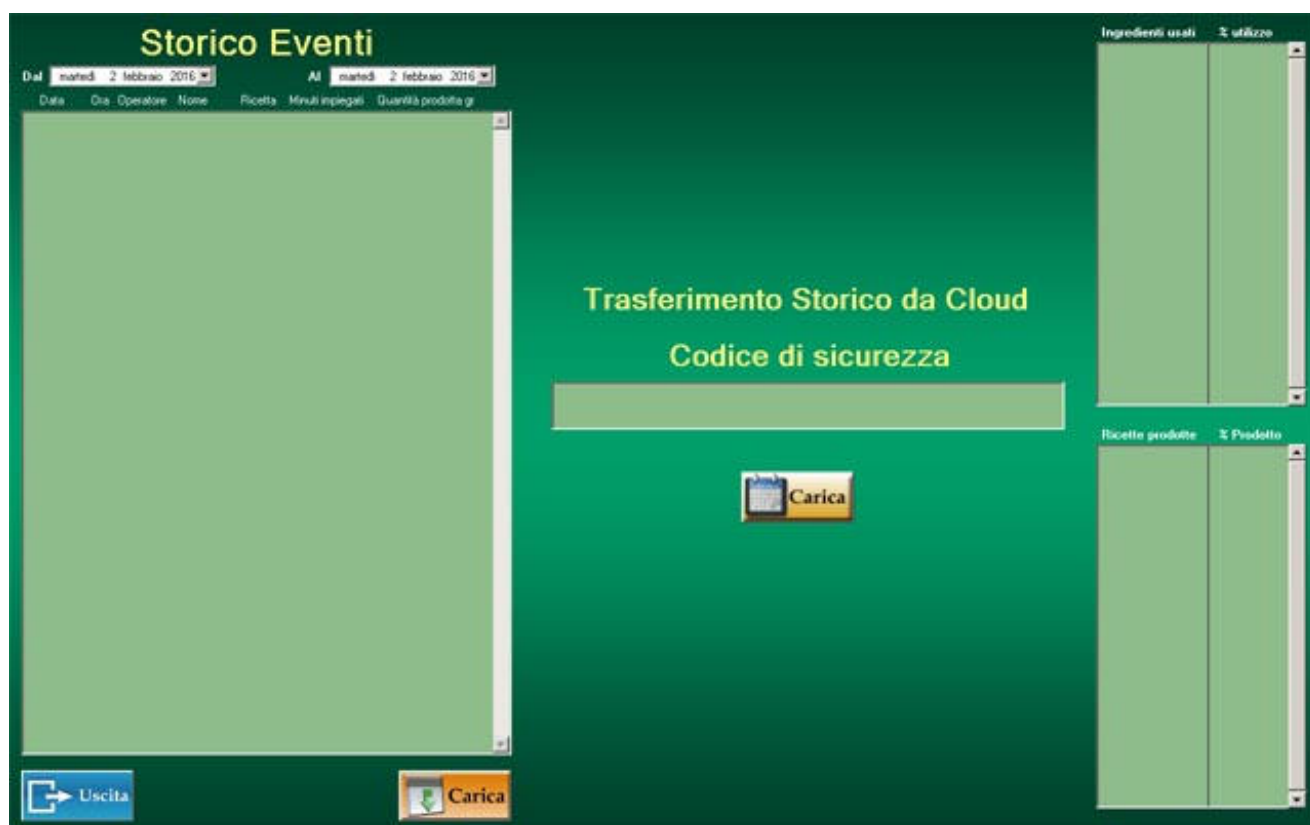 Storico Eventi
Dal martedì 2 febbraio 2016 Al martedì 2 febbraio 2016
Data Ora Operatore Nome Ricetta Minuti impiegati Quantità prodotta gr
Uscita
Carica
Trasferimento Storico da Cloud
Codice di sicurezza
Carica
Ingredienti usati % utilizzo
Ricette prodotte % Prodotto